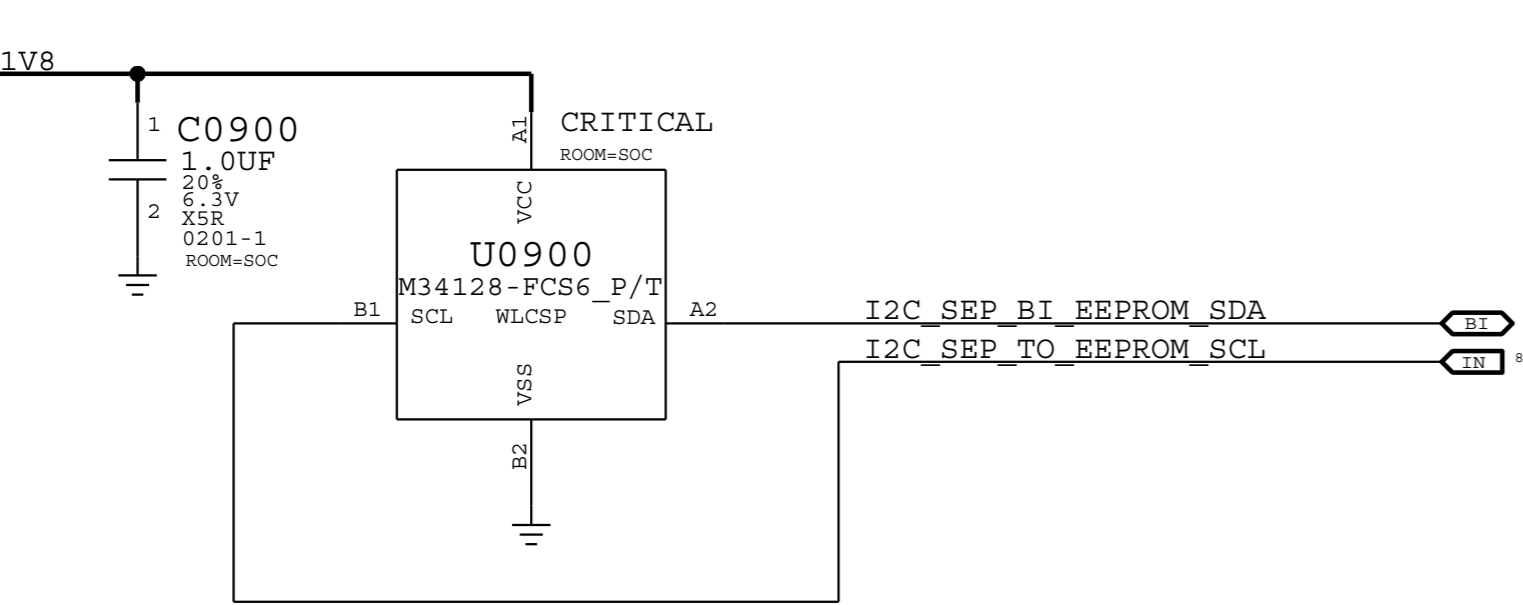 1V8
1 C0900
1.0UF
20%
6.3V
2 X5R
0201-1
ROOM=SOC
A1 CRITICAL
ROOM=SOC
VCC
U0900
M34128-FCS6_P/T
B1 SCL WLCSP SDA A2
VSS
B2
I2C_SEP_BI_EEPROM_SDA BI
I2C_SEP_TO_EEPROM_SCL IN 8